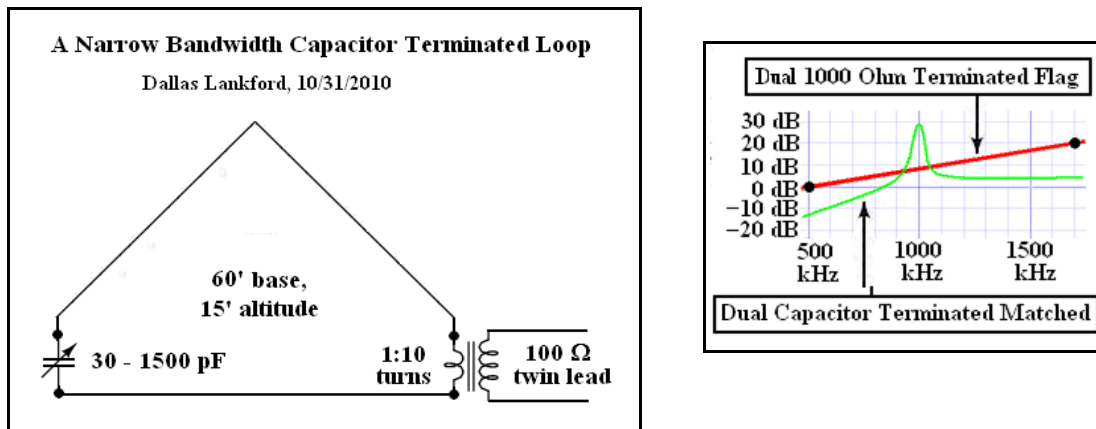 A Narrow Bandwidth Capacitor Terminated Loop
Dallas Lankford, 10/31/2010
60' base,
15' altitude
30 - 1500 pF
1:10
turns
100 Ω
twin lead
Dual 1000 Ohm Terminated Flag
30 dB
20 dB
10 dB
0 dB
−10 dB
−20 dB
500
kHz
1000
kHz
1500
kHz
Dual Capacitor Terminated Matched